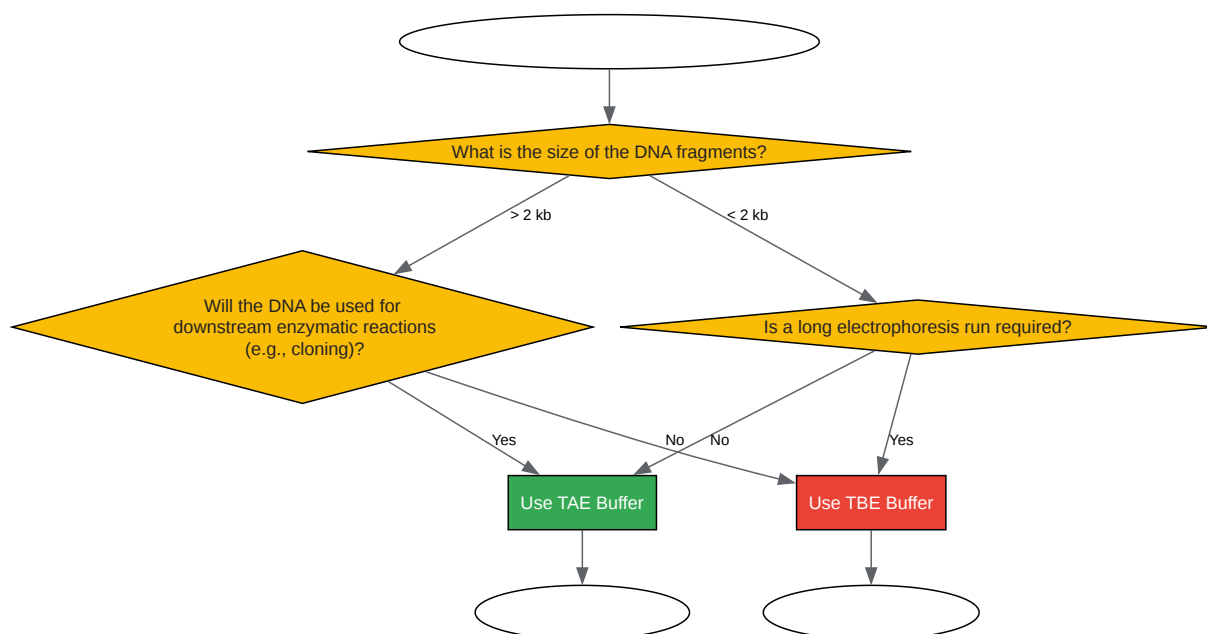 What is the size of the DNA fragments?
> 2 kb
< 2 kb
Will the DNA be used for
downstream enzymatic reactions
(e.g., cloning)?
Is a long electrophoresis run required?
Yes
No
No
Yes
Use TAE Buffer
Use TBE Buffer